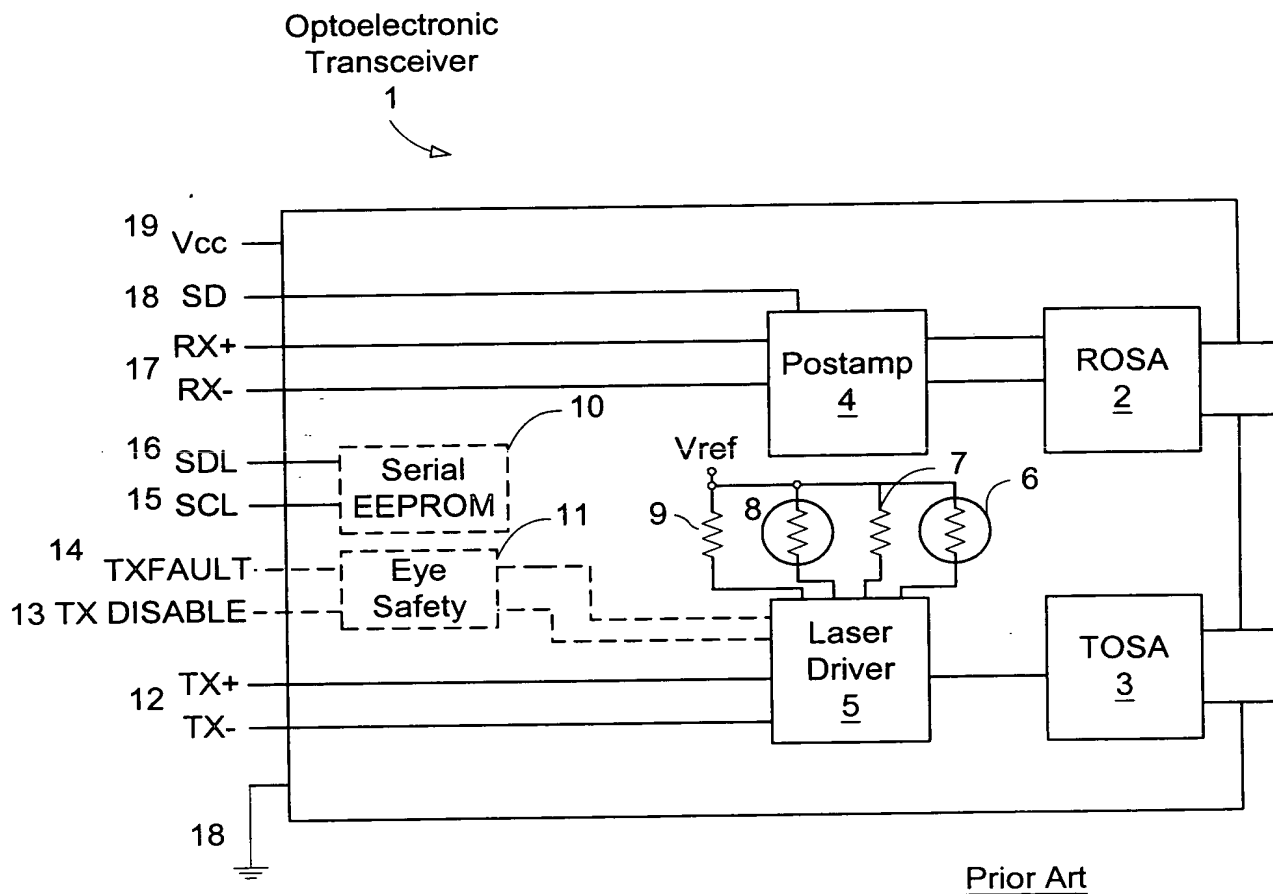 Optoelectronic
Transceiver
1
19 Vcc
18 SD
RX+
17
RX-
Postamp
4
ROSA
2
10
16 SDL
15 SCL
Serial
EEPROM
Vref
7
6
9
8
11
14
TXFAULT
13 TX DISABLE
Eye
Safety
12
TX+
TX-
Laser
Driver
5
TOSA
3
18
Prior Art